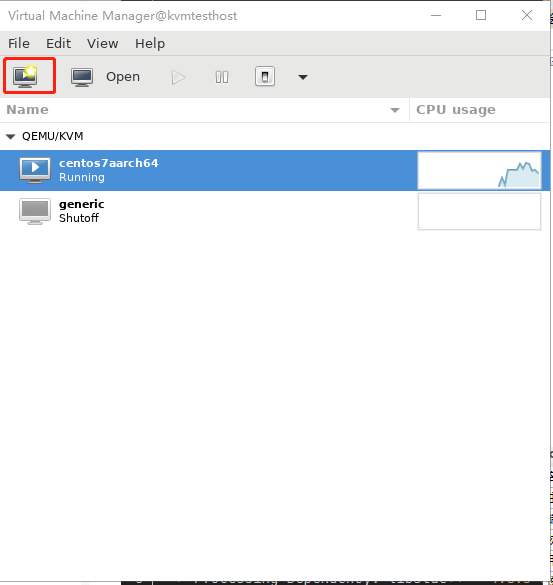 Virtual Machine Manager@kvmtesthost
File Edit View Help
Open
Name CPU usage
QEMU/KVM
centos7aarch64
Running
generic
Shutoff